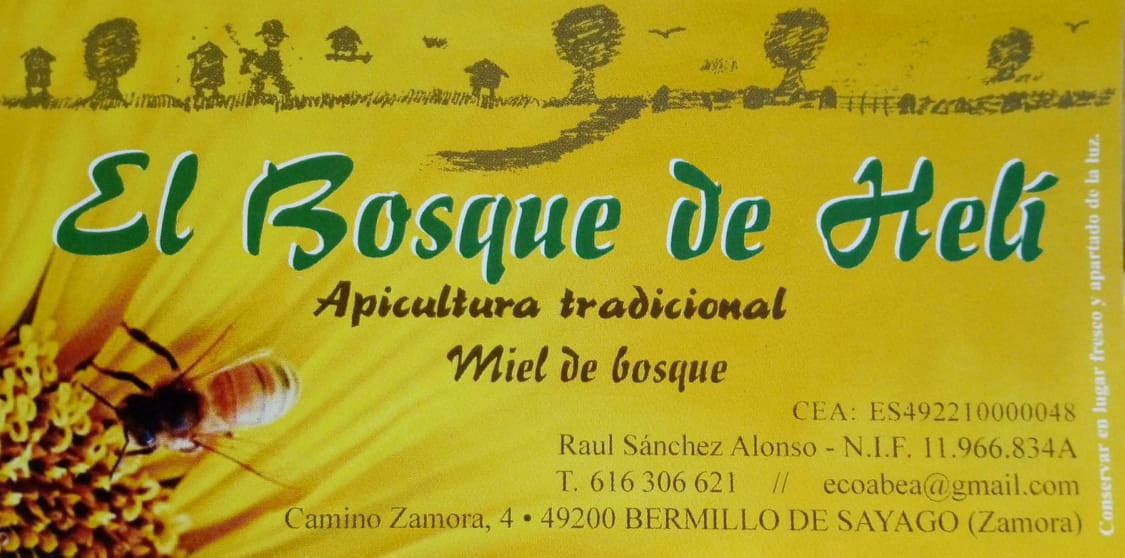 El Bosque de Helí
Apicultura tradicional
Miel de bosque
CEA: ES492210000048
Raul Sánchez Alonso - N.I.F. 11.966.834A
T. 616 306 621 // ecoabea@gmail.com
Camino Zamora, 4 • 49200 BERMILLO DE SAYAGO (Zamora)
Conservar en lugar fresco y apartado de la luz.